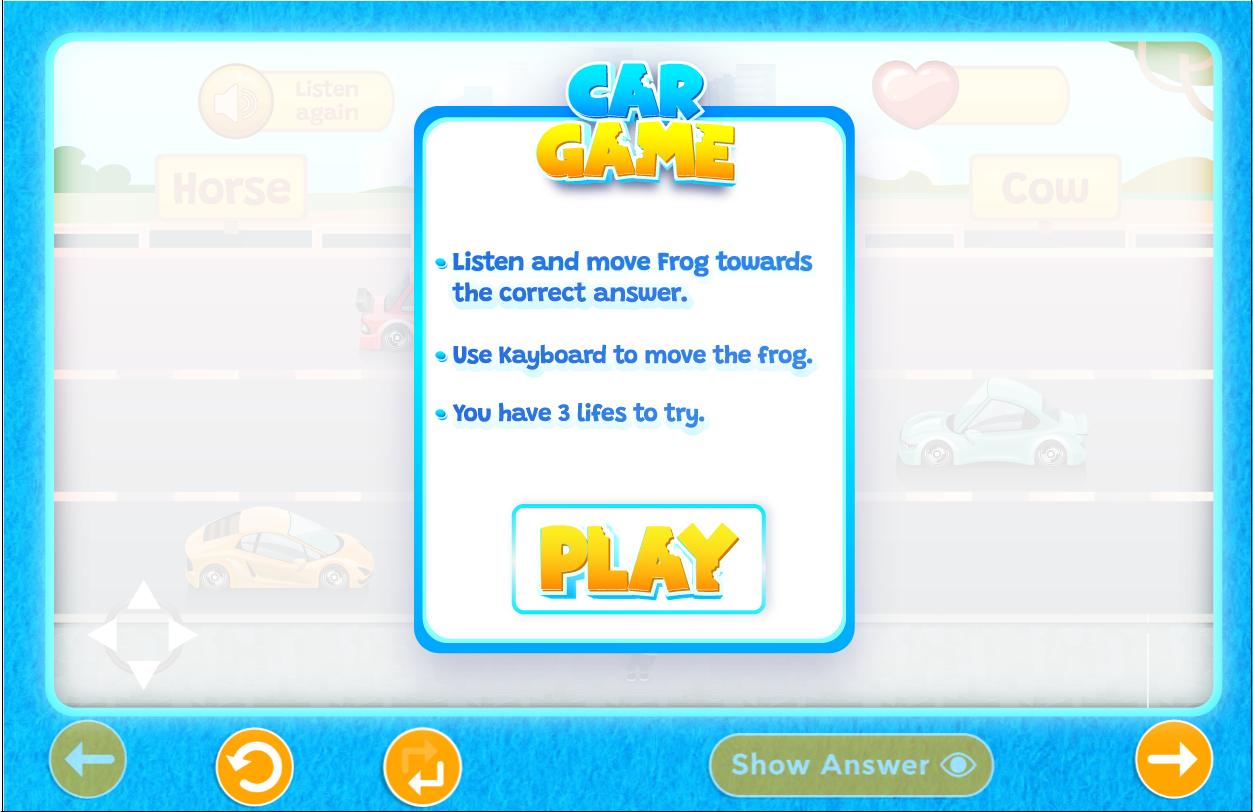 CAR
GAME
Listen
again
Horse
Cow
Listen and move Frog towards
the correct answer.
Use Kayboard to move the frog.
You have 3 lifes to try.
PLAY
Show Answer